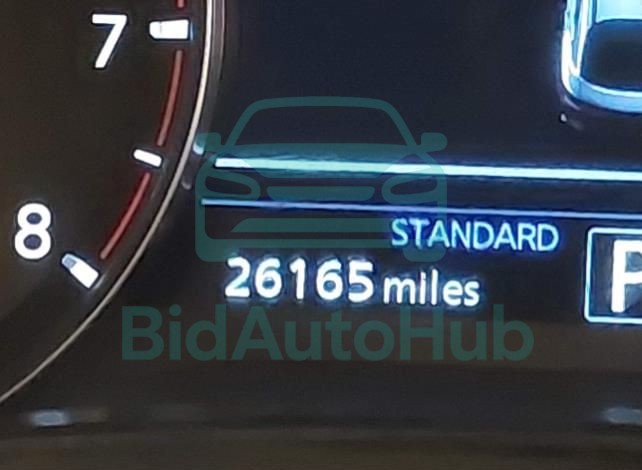 7
8
STANDARD
26165 miles
P
BidAutoHub